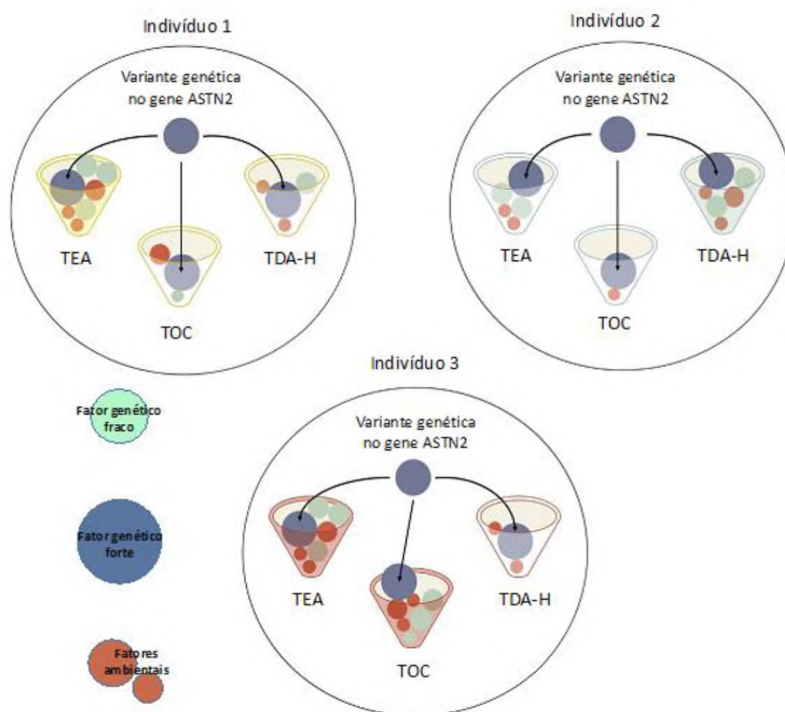 Indivíduo 1
Variante genética
no gene ASTN2
TEA
TDA-H
TOC
Indivíduo 2
Variante genética
no gene ASTN2
TEA
TDA-H
TOC
Indivíduo 3
Variante genética
no gene ASTN2
TEA
TDA-H
TOC
Fator genético
fraco
Fator genético
forte
Fatores
ambientais